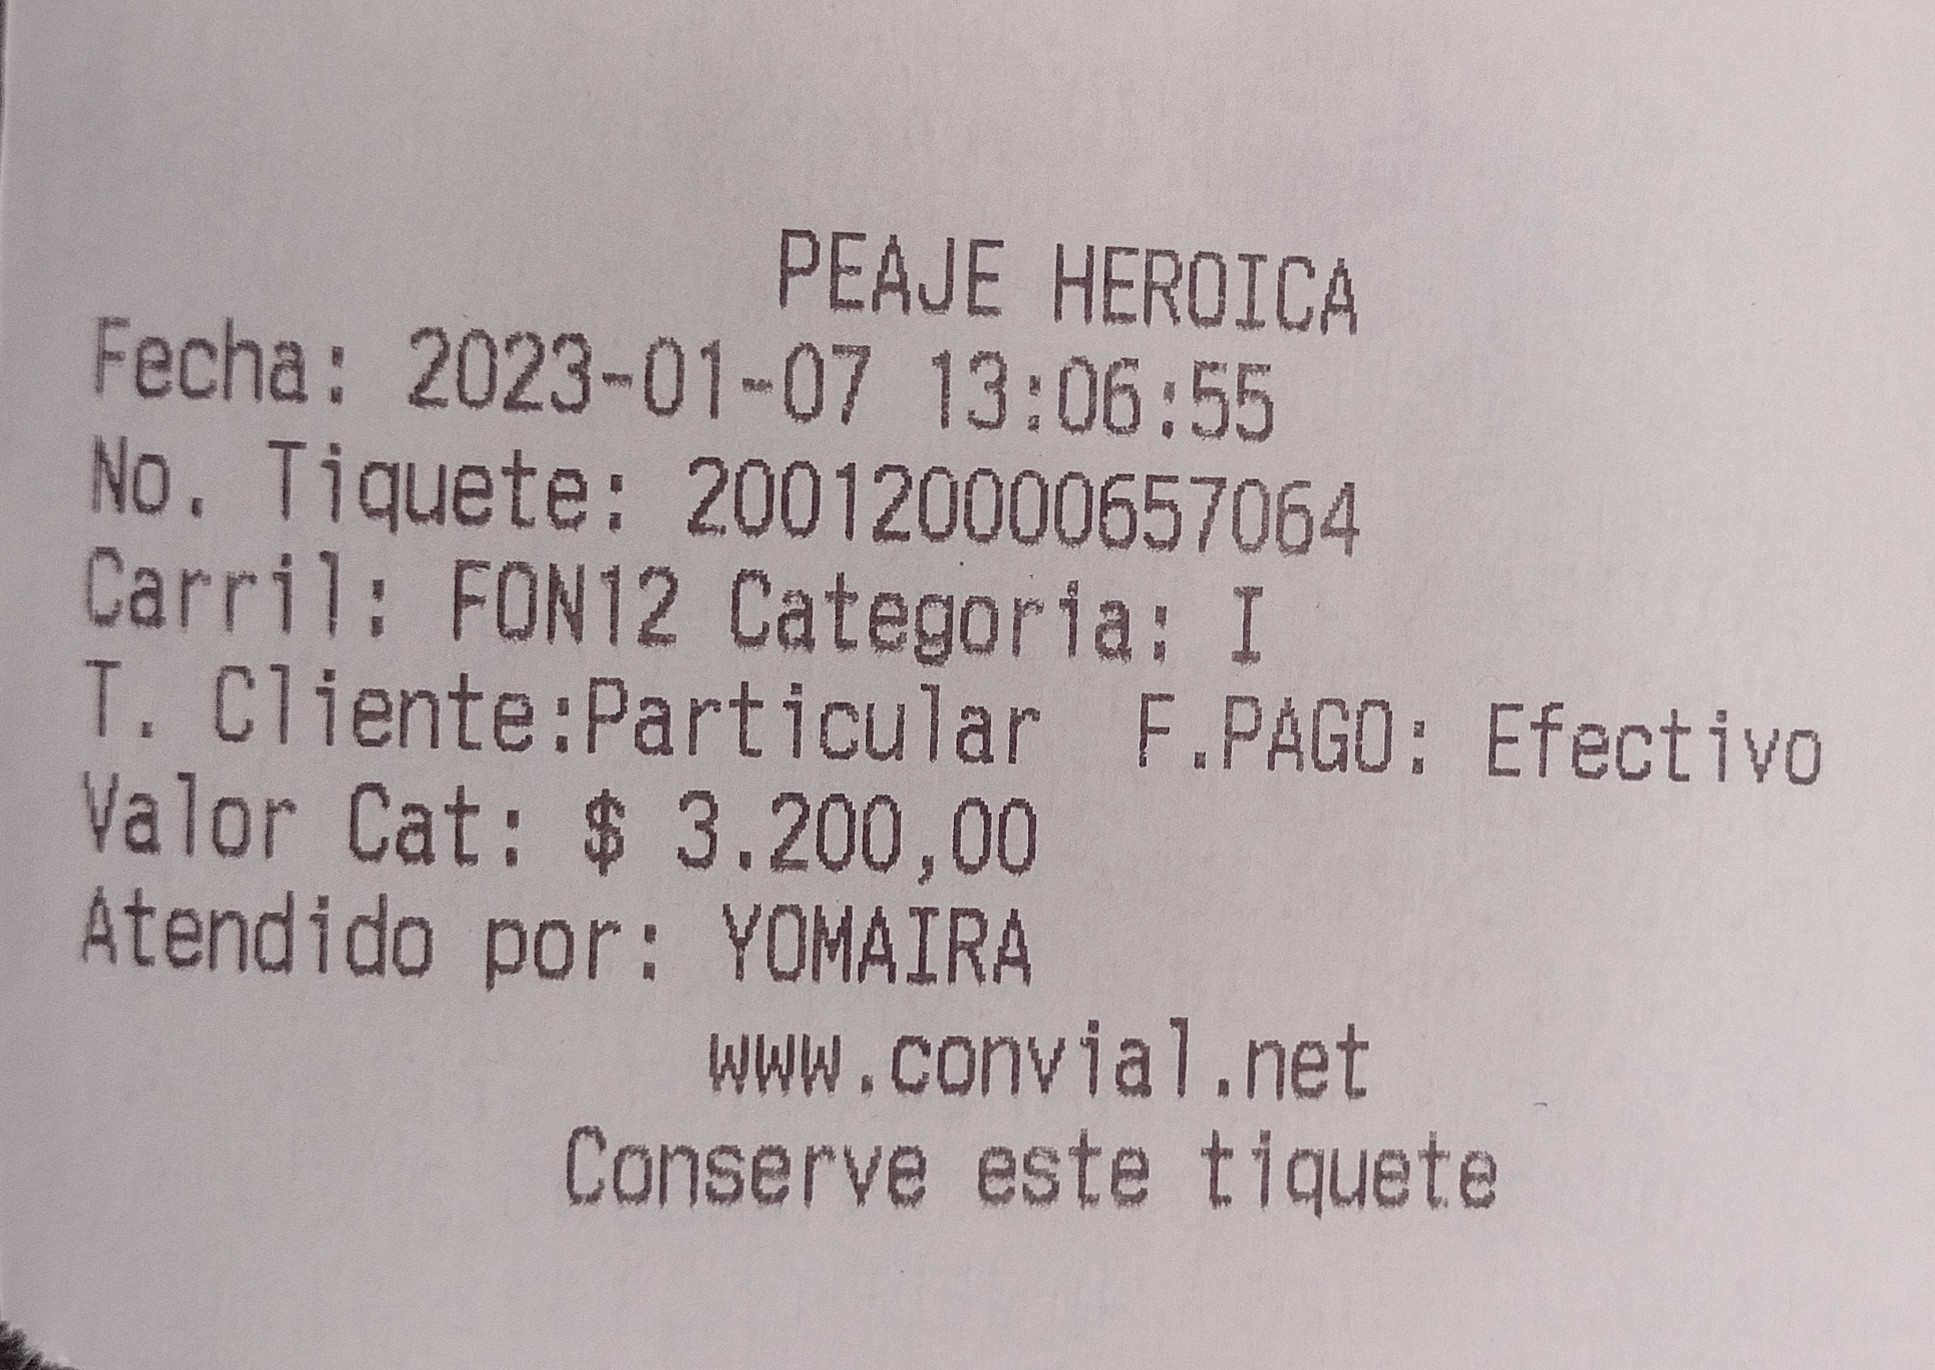 PEAJE HEROICA
Fecha: 2023-01-07 13:06:55
No. Tiquete: 200120000657064
Carril: FON12 Categoria: I
T. Cliente:Particular F.PAGO: Efectivo
Valor Cat: $ 3.200,00
Atendido por: YOMAIRA
www.convial.net
Conserve este tiquete